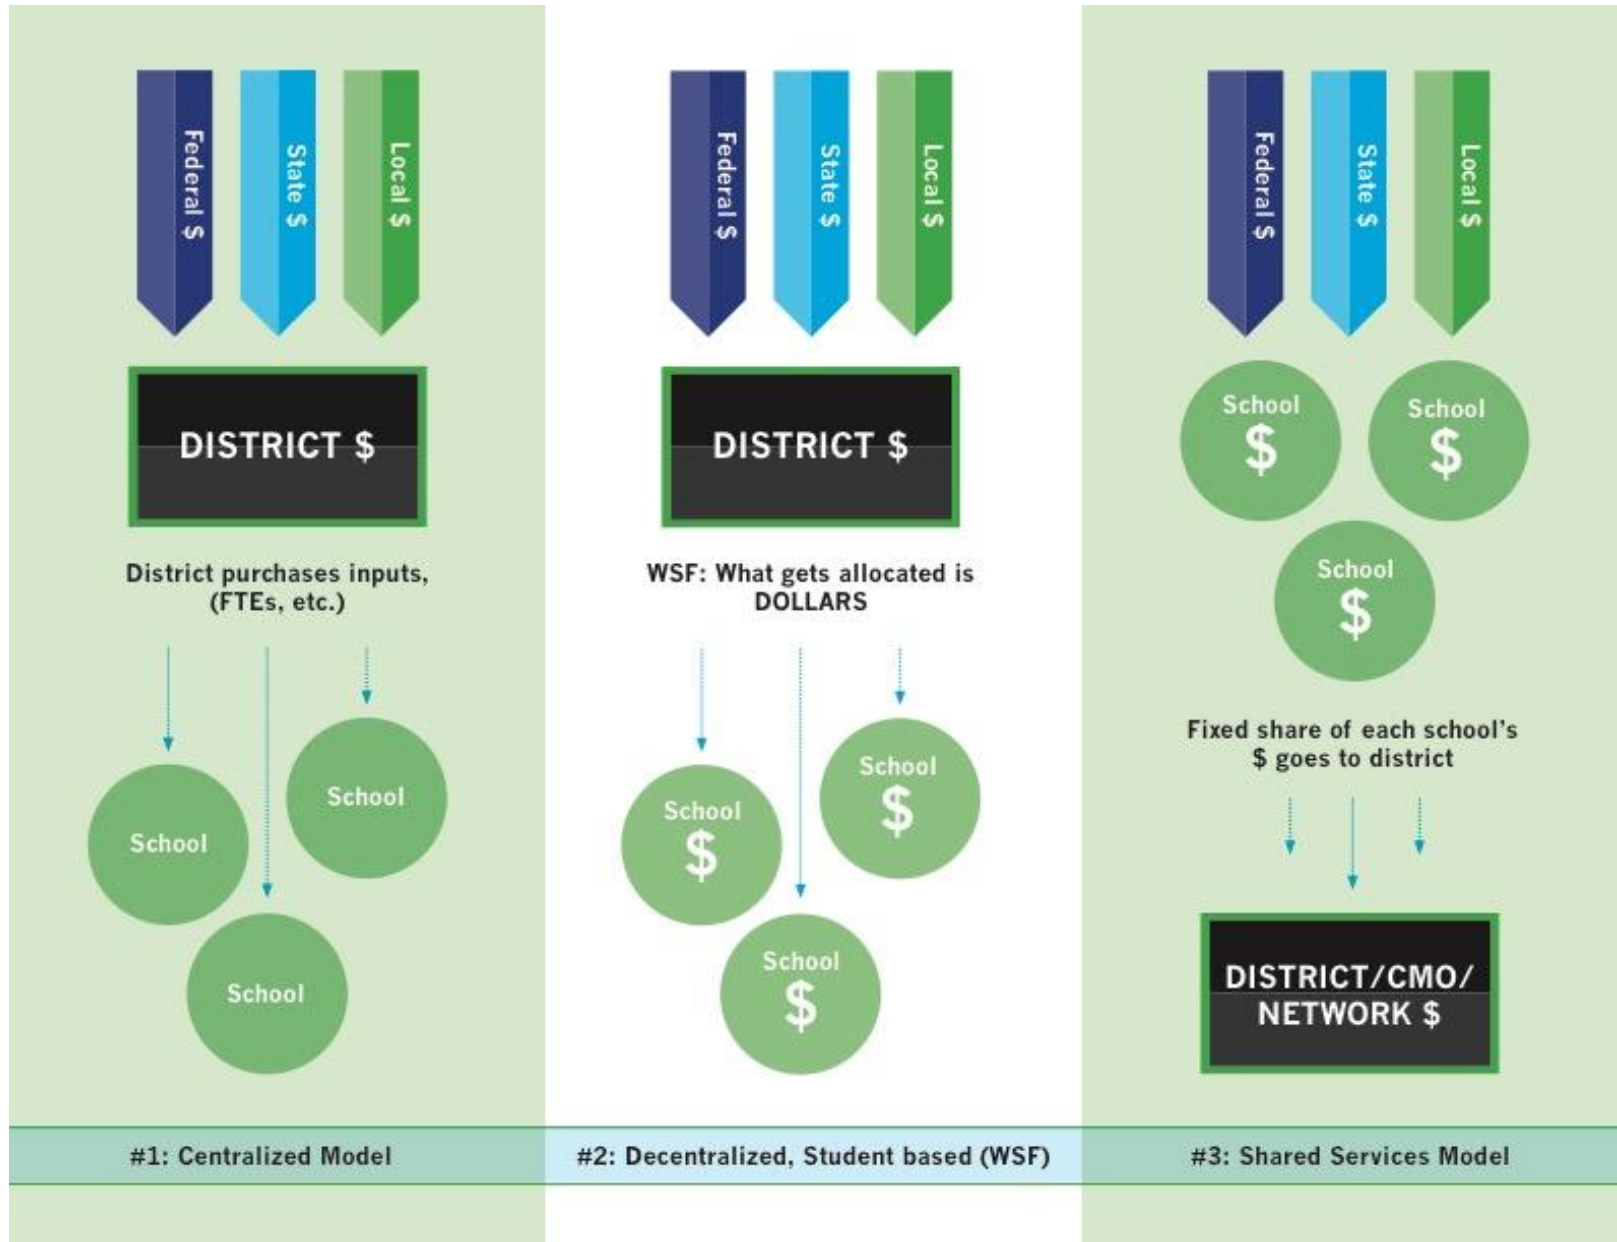 Federal $
State $
Local $
DISTRICT $
District purchases inputs,
(FTEs, etc.)
School
School
School
#1: Centralized Model
Federal $
State $
Local $
DISTRICT $
WSF: What gets allocated is
DOLLARS
School
$
School
$
School
$
#2: Decentralized, Student based (WSF)
Federal $
State $
Local $
School
$
School
$
School
$
Fixed share of each school’s
$ goes to district
DISTRICT/CMO/
NETWORK $
#3: Shared Services Model